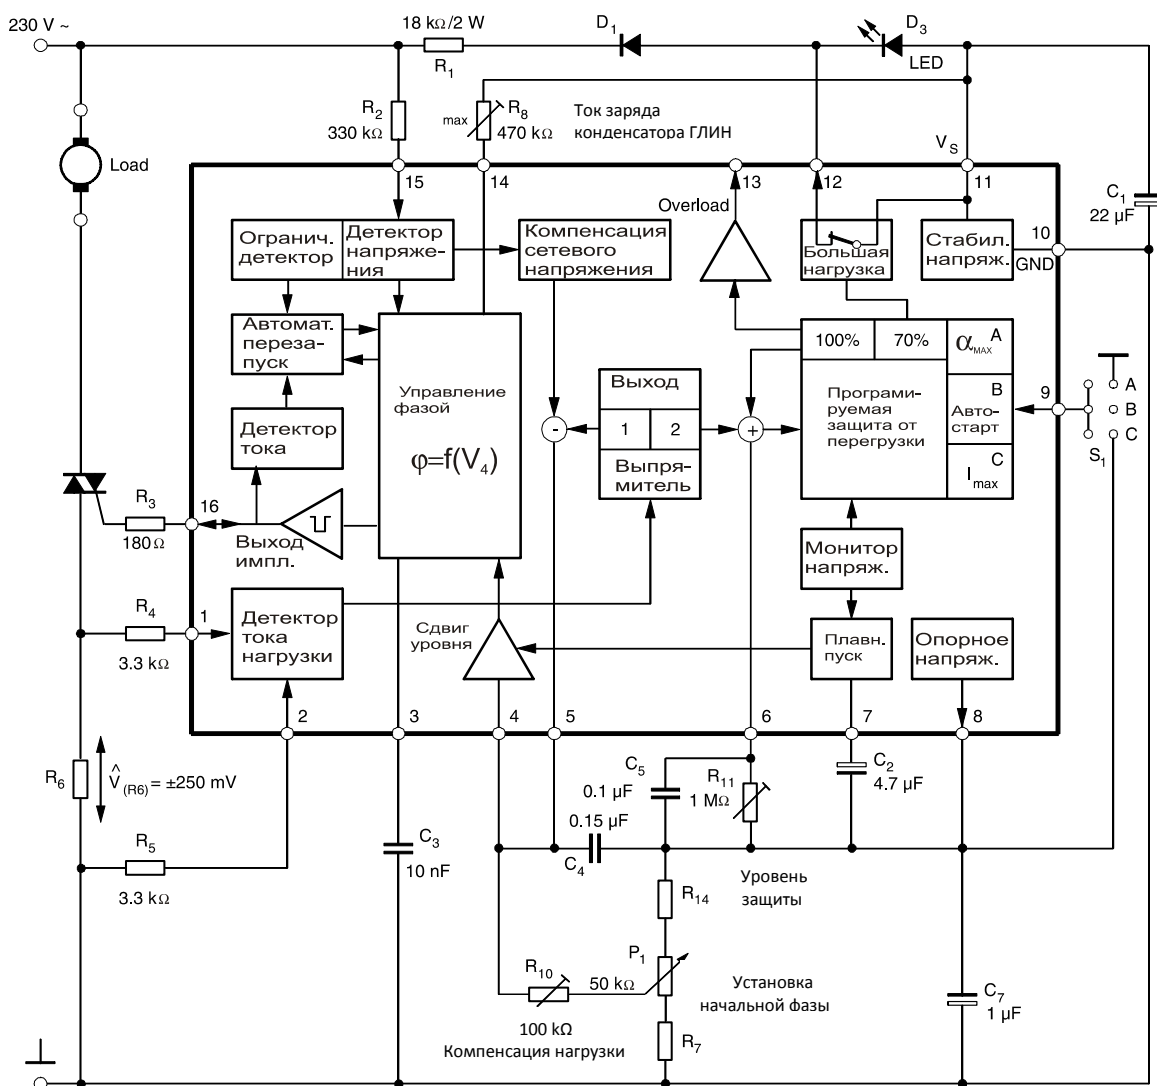 230 V ~
18 kΩ/2 W
R1
D1
D3
LED
R2
330 kΩ
max
R8
470 kΩ
Ток заряда
конденсатора ГЛИН
VS
Load
15
14
13
12
11
C1
22 µF
Overload
Огранич.
детектор
Детектор
напряже-
ния
Компенсация
сетевого
напряжения
Большая
нагрузка
Стабил.
напряж.
10
GND
Автомат.
переза-
пуск
Управление
фазой
φ=f(V4)
100%
70%
αMAX
A
Выход
1
2
Выпря-
митель
-
+
Програми-
руемая
защита от
перегрузки
B
Авто-
старт
C
Imax
9
A
B
C
S1
Детектор
тока
R3
180Ω
16
Выход
импл.
Монитор
напряж.
R4
3.3 kΩ
1
Детектор
тока
нагрузки
Сдвиг
уровня
Плавн.
пуск
Опорное
напряж.
2
3
4
5
6
7
8
R6
V̂(R6) = ±250 mV
C5
0.1 µF
R11
1 MΩ
C2
4.7 µF
R5
3.3 kΩ
C3
10 nF
0.15 µF
C4
Уровень
защиты
R14
R10
100 kΩ
Компенсация нагрузки
P1
50 kΩ
Установка
начальной фазы
R7
C7
1 µF